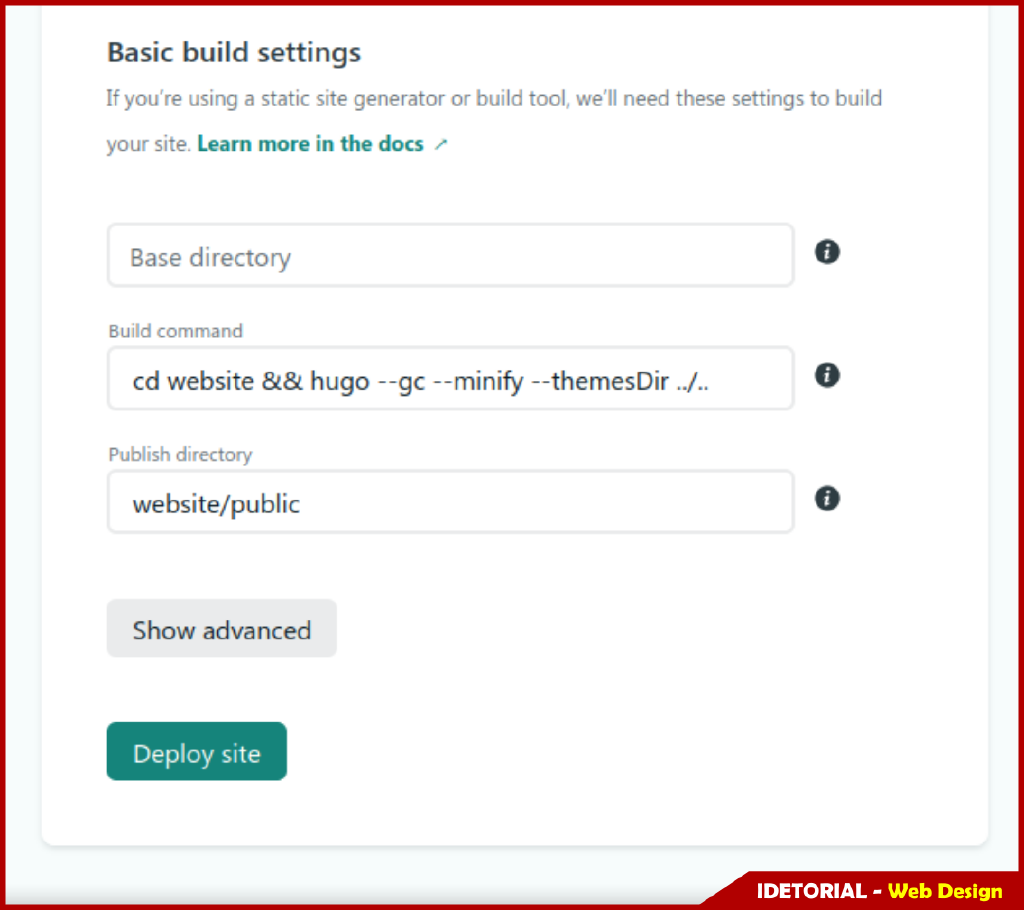 Basic build settings
If you’re using a static site generator or build tool, we’ll need these settings to build
your site. Learn more in the docs ↗
Base directory
Build command
cd website && hugo --gc --minify --themesDir ../..
Publish directory
website/public
Show advanced
Deploy site
IDETORIAL - Web Design